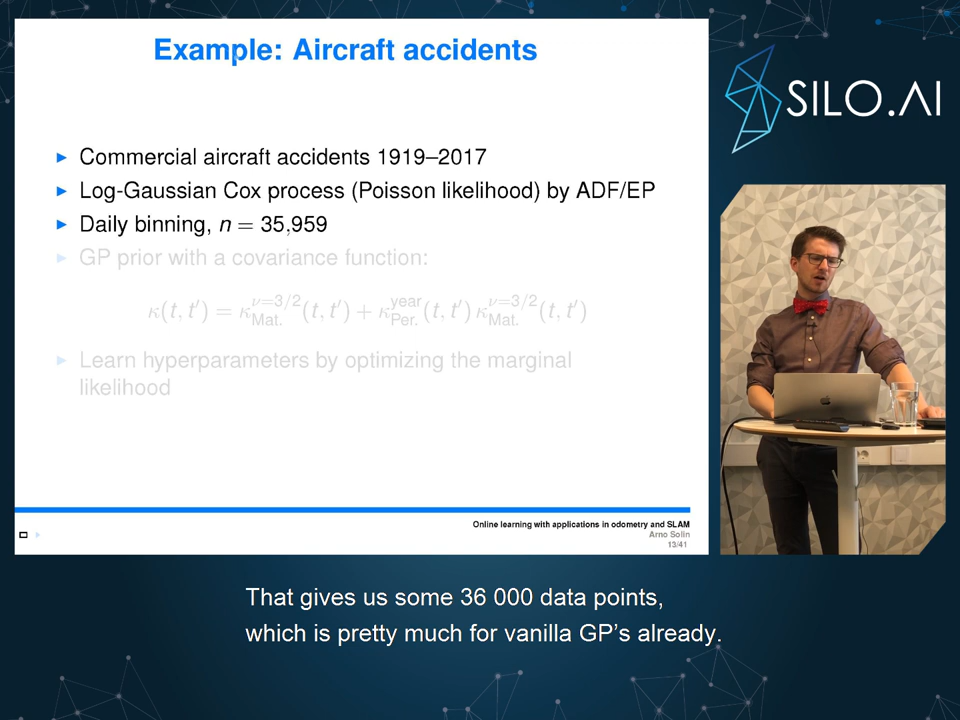 Example: Aircraft accidents
SILO.AI
▶ Commercial aircraft accidents 1919–2017
▶ Log-Gaussian Cox process (Poisson likelihood) by ADF/EP
▶ Daily binning, n = 35,959
▶ GP prior with a covariance function:
κ(t, t′) = κ_Mat.^ν=3/2(t, t′) + κ_Per.^year(t, t′) κ_Mat.^ν=3/2(t, t′)
▶ Learn hyperparameters by optimizing the marginal
likelihood
Online learning with applications in odometry and SLAM
Arno Solin
13/41
That gives us some 36 000 data points,
which is pretty much for vanilla GP's already.